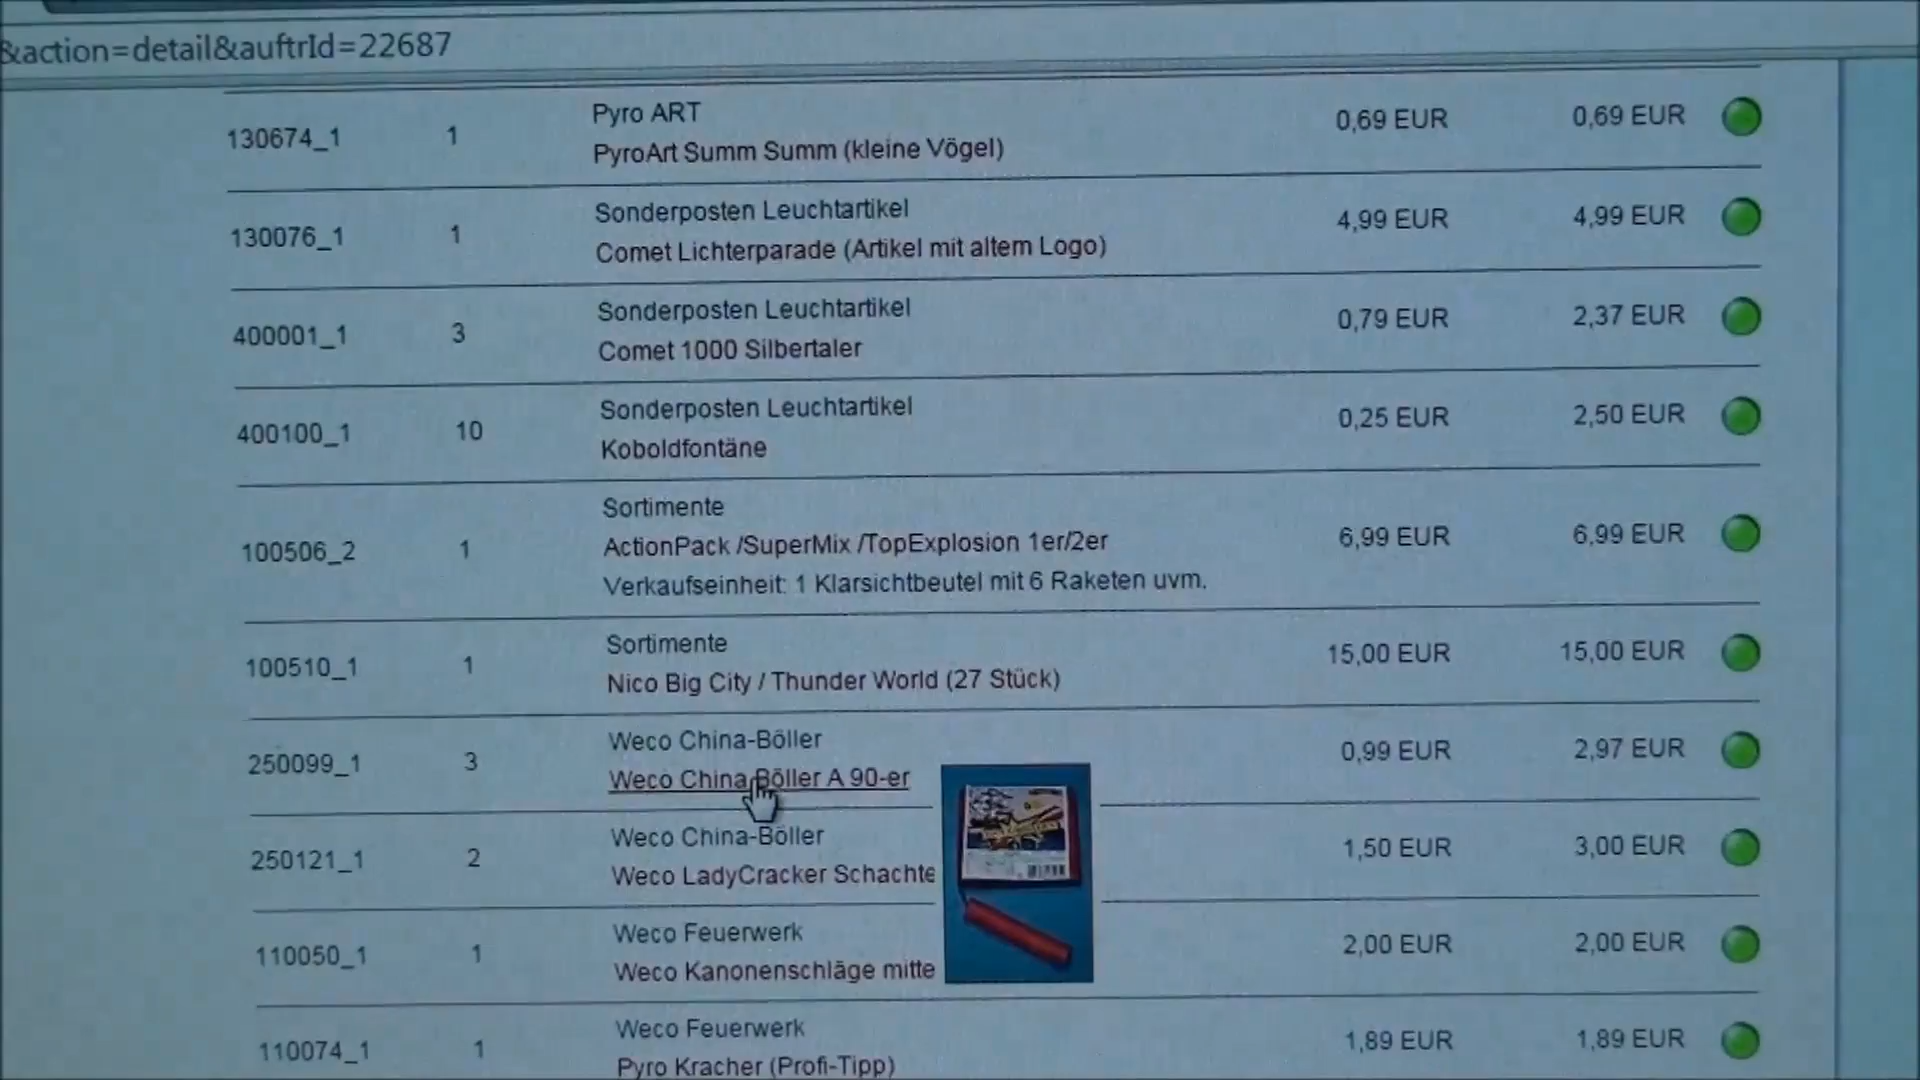 &action=detail&auftrId=22687
130674_1 1 Pyro ART 0,69 EUR 0,69 EUR
PyroArt Summ Summ (kleine Vögel)
130076_1 1 Sonderposten Leuchtartikel 4,99 EUR 4,99 EUR
Comet Lichterparade (Artikel mit altem Logo)
400001_1 3 Sonderposten Leuchtartikel 0,79 EUR 2,37 EUR
Comet 1000 Silbertaler
400100_1 10 Sonderposten Leuchtartikel 0,25 EUR 2,50 EUR
Koboldfontäne
Sortimente
100506_2 1 ActionPack /SuperMix /TopExplosion 1er/2er 6,99 EUR 6,99 EUR
Verkaufseinheit: 1 Klarsichtbeutel mit 6 Raketen uvm.
100510_1 1 Sortimente 15,00 EUR 15,00 EUR
Nico Big City / Thunder World (27 Stück)
250099_1 3 Weco China-Böller 0,99 EUR 2,97 EUR
Weco China-Böller A 90-er
250121_1 2 Weco China-Böller 1,50 EUR 3,00 EUR
Weco LadyCracker Schachte
110050_1 1 Weco Feuerwerk 2,00 EUR 2,00 EUR
Weco Kanonenschläge mitte
110074_1 1 Weco Feuerwerk 1,89 EUR 1,89 EUR
Pyro Kracher (Profi-Tipp)